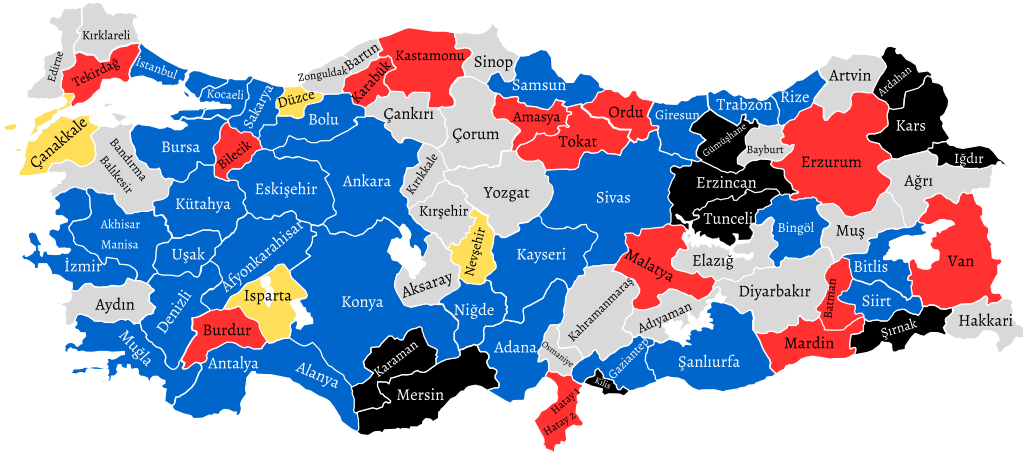 Kırklareli
Edirne
Tekirdağ
İstanbul
Kocaeli
Sakarya
Düzce
Bolu
Zonguldak
Bartın
Karabük
Kastamonu
Sinop
Samsun
Çankırı
Çorum
Amasya
Tokat
Ordu
Giresun
Trabzon
Rize
Artvin
Ardahan
Kars
Iğdır
Gümüşhane
Bayburt
Erzurum
Ağrı
Çanakkale
Bandırma
Balıkesir
Bursa
Bilecik
Eskişehir
Ankara
Kırıkkale
Kırşehir
Yozgat
Sivas
Erzincan
Tunceli
Bingöl
Muş
Akhisar
Manisa
Kütahya
Uşak
Afyonkarahisar
İzmir
Aydın
Denizli
Muğla
Burdur
Isparta
Antalya
Alanya
Konya
Aksaray
Nevşehir
Niğde
Kayseri
Karaman
Mersin
Adana
Kahramanmaraş
Osmaniye
Malatya
Elazığ
Adıyaman
Gaziantep
Kilis
Hatay 1
Hatay 2
Şanlıurfa
Diyarbakır
Mardin
Batman
Bitlis
Siirt
Şırnak
Van
Hakkari